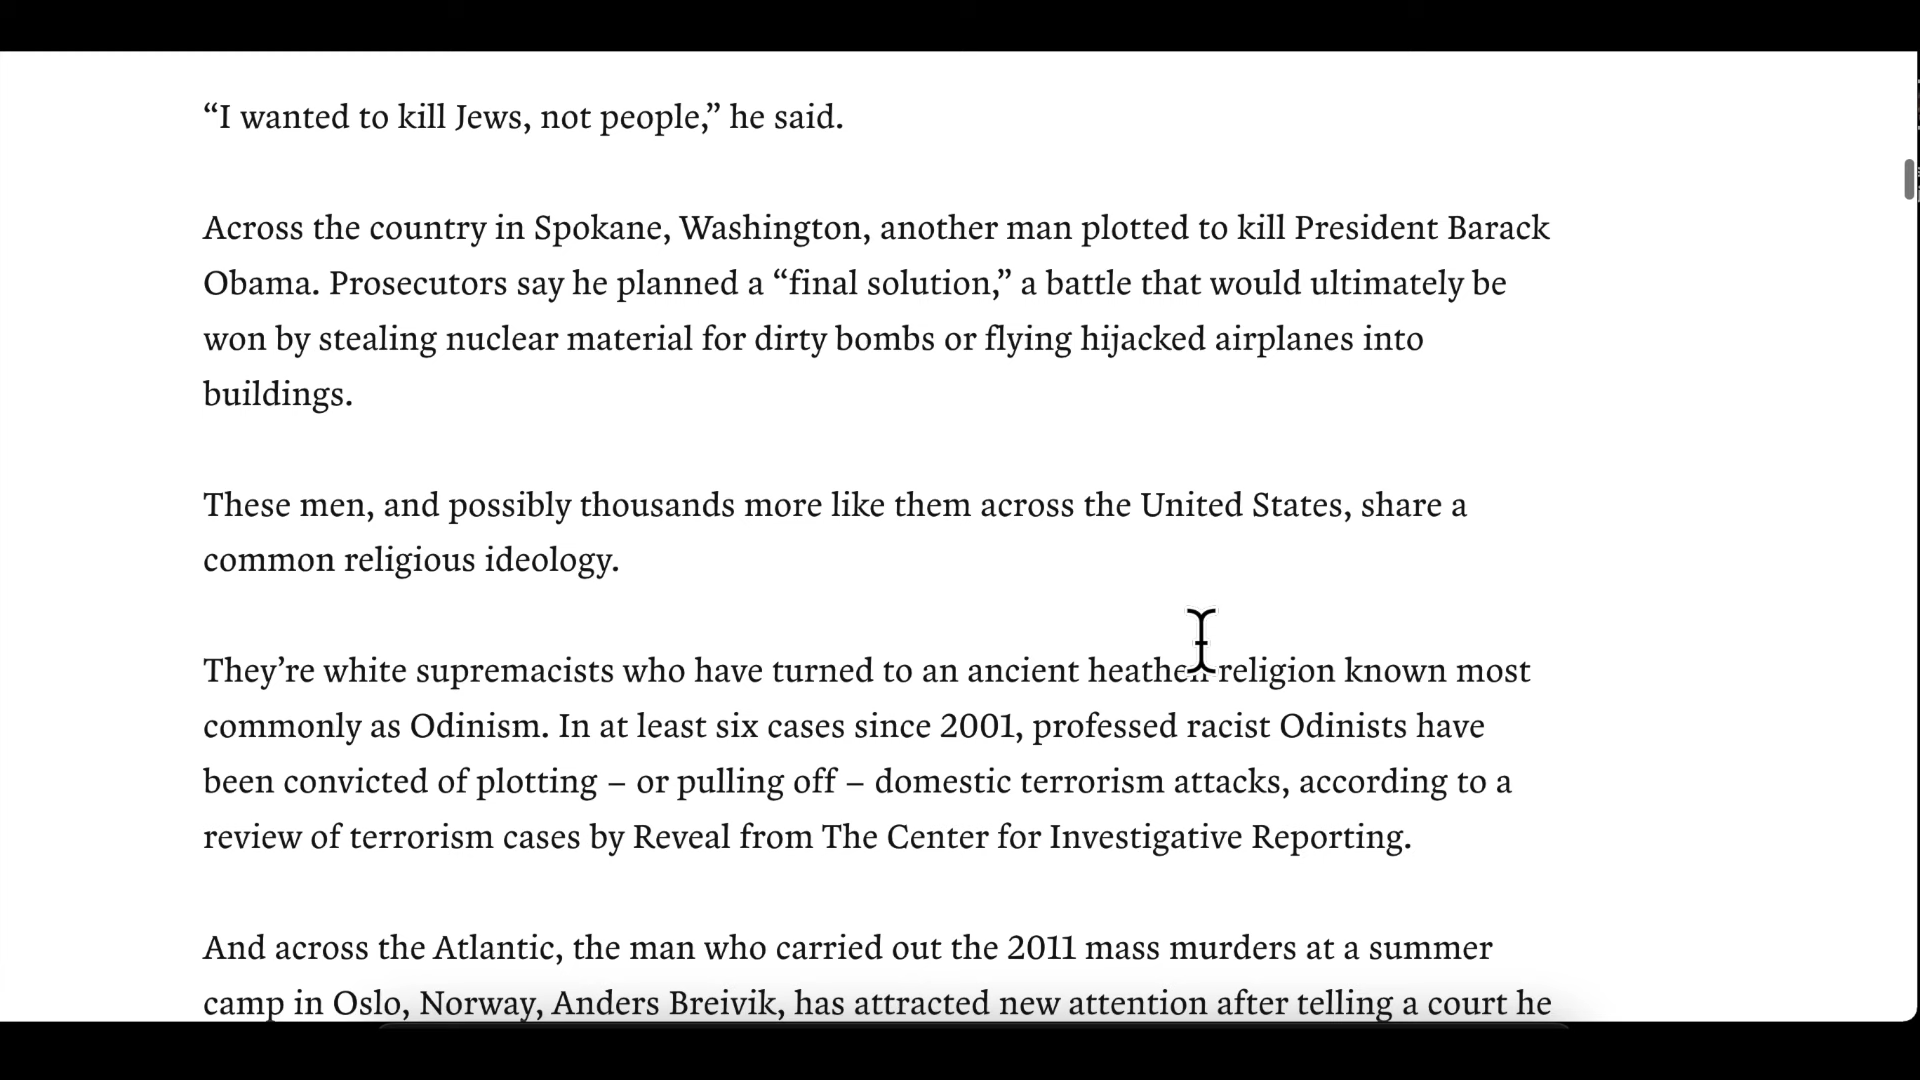 “I wanted to kill Jews, not people,” he said.
Across the country in Spokane, Washington, another man plotted to kill President Barack
Obama. Prosecutors say he planned a “final solution,” a battle that would ultimately be
won by stealing nuclear material for dirty bombs or flying hijacked airplanes into
buildings.
These men, and possibly thousands more like them across the United States, share a
common religious ideology.
They’re white supremacists who have turned to an ancient heathen religion known most
commonly as Odinism. In at least six cases since 2001, professed racist Odinists have
been convicted of plotting – or pulling off – domestic terrorism attacks, according to a
review of terrorism cases by Reveal from The Center for Investigative Reporting.
And across the Atlantic, the man who carried out the 2011 mass murders at a summer
camp in Oslo, Norway, Anders Breivik, has attracted new attention after telling a court he